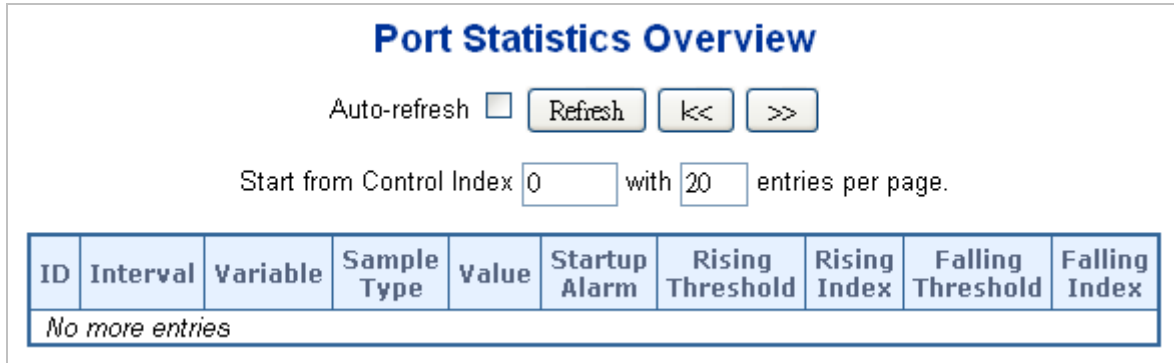 Port Statistics Overview
Auto-refresh Refresh |<< >>
Start from Control Index 0 with 20 entries per page.
ID Interval Variable Sample Type Value Startup Alarm Rising Threshold Rising Index Falling Threshold Falling Index
No more entries